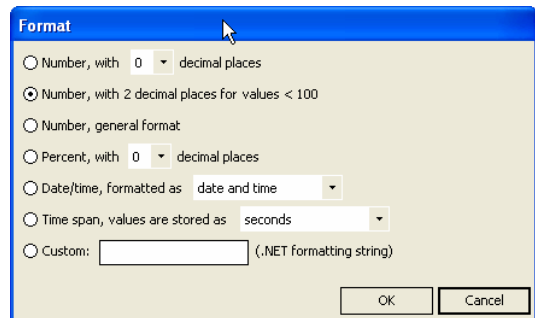 Format
Number, with 0 decimal places
Number, with 2 decimal places for values < 100
Number, general format
Percent, with 0 decimal places
Date/time, formatted as date and time
Time span, values are stored as seconds
Custom: (.NET formatting string)
OK Cancel